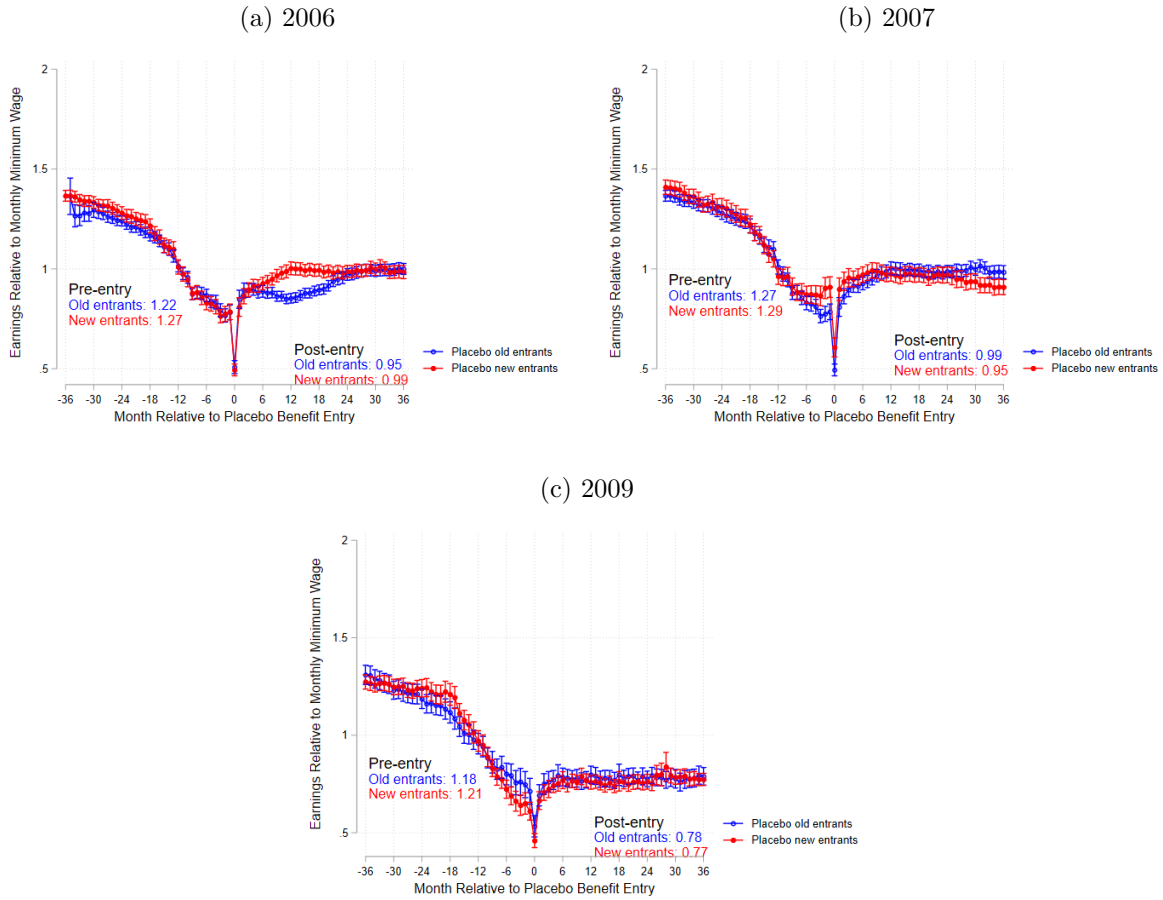 (a) 2006
Earnings Relative to Monthly Minimum Wage
2
1.5
1
.5
Pre-entry
Old entrants: 1.22
New entrants: 1.27
Post-entry
Old entrants: 0.95
New entrants: 0.99
Placebo old entrants
Placebo new entrants
-36 -30 -24 -18 -12 -6 0 6 12 18 24 30 36
Month Relative to Placebo Benefit Entry
(b) 2007
Earnings Relative to Monthly Minimum Wage
2
1.5
1
.5
Pre-entry
Old entrants: 1.27
New entrants: 1.29
Post-entry
Old entrants: 0.99
New entrants: 0.95
Placebo old entrants
Placebo new entrants
-36 -30 -24 -18 -12 -6 0 6 12 18 24 30 36
Month Relative to Placebo Benefit Entry
(c) 2009
Earnings Relative to Monthly Minimum Wage
2
1.5
1
.5
Pre-entry
Old entrants: 1.18
New entrants: 1.21
Post-entry
Old entrants: 0.78
New entrants: 0.77
Placebo old entrants
Placebo new entrants
-36 -30 -24 -18 -12 -6 0 6 12 18 24 30 36
Month Relative to Placebo Benefit Entry